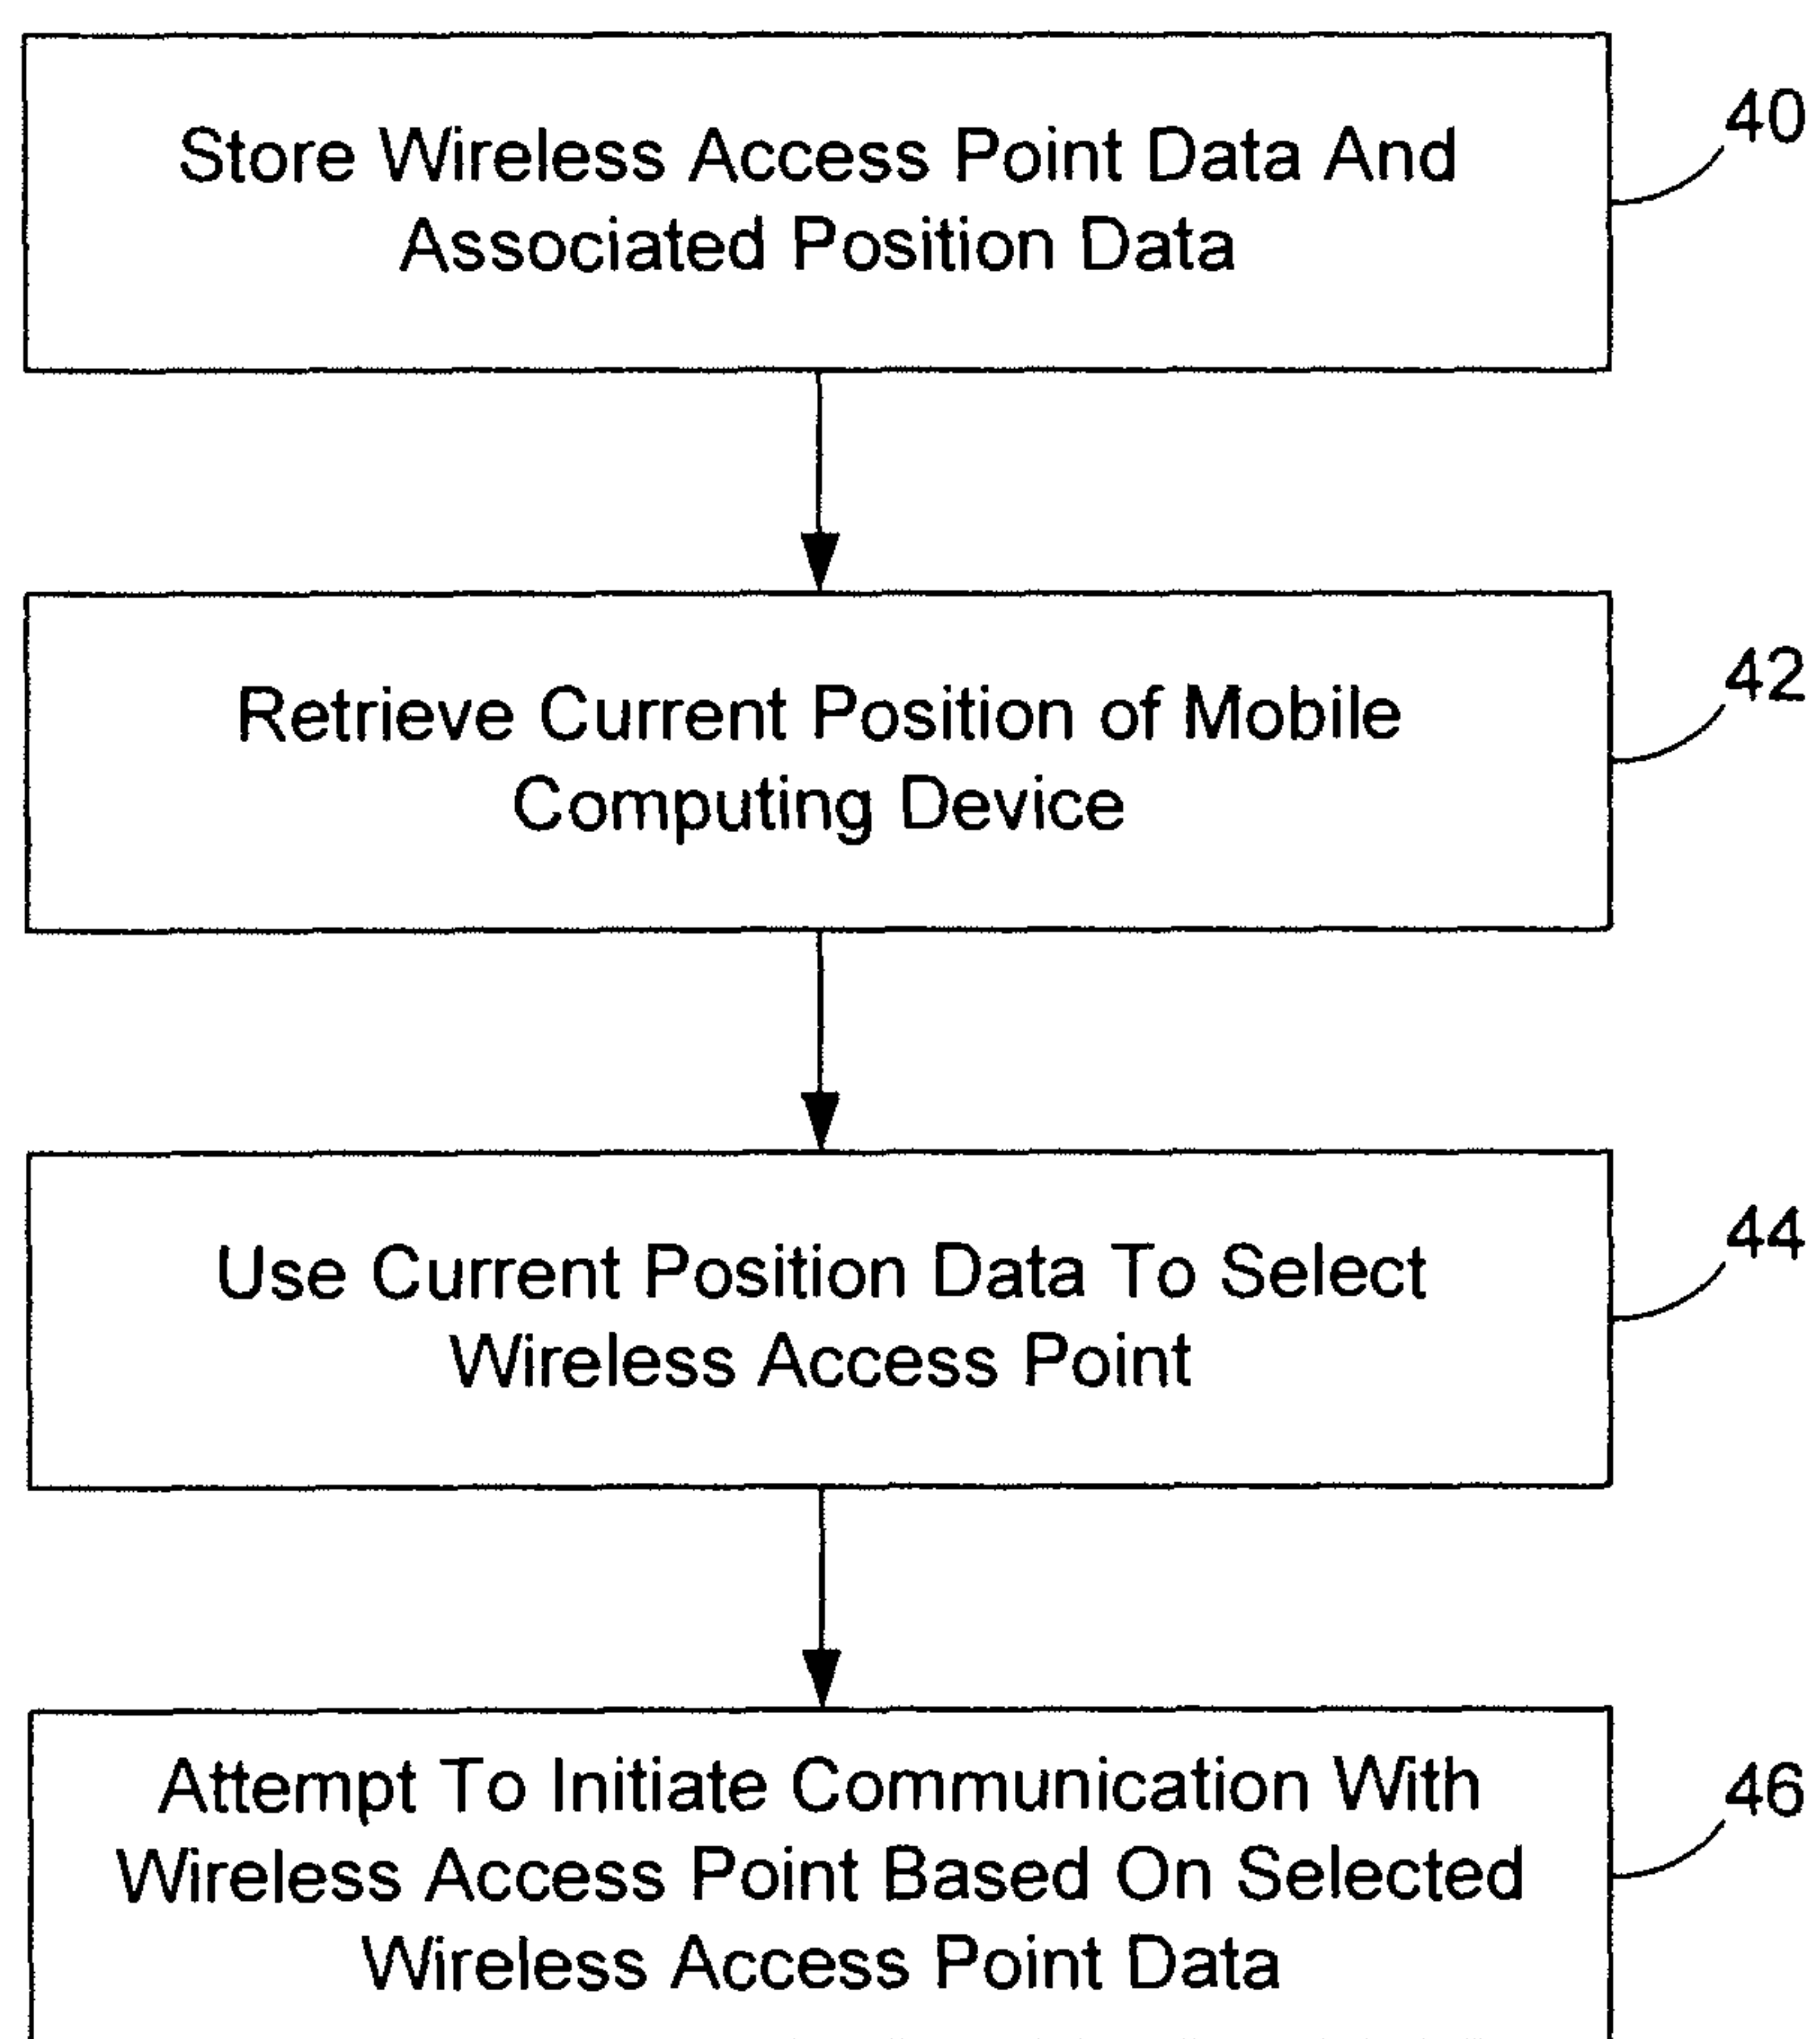 Store Wireless Access Point Data And
Associated Position Data
40
Retrieve Current Position of Mobile
Computing Device
42
Use Current Position Data To Select
Wireless Access Point
44
Attempt To Initiate Communication With
Wireless Access Point Based On Selected
Wireless Access Point Data
46